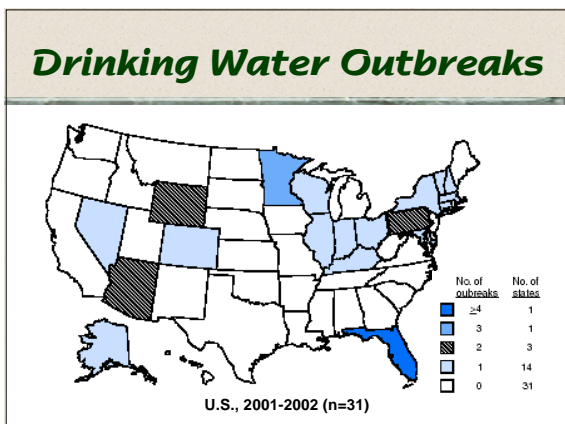 Drinking Water Outbreaks
No. of outbreaks No. of states
≥4 1
3 1
2 3
1 14
0 31
U.S., 2001-2002 (n=31)